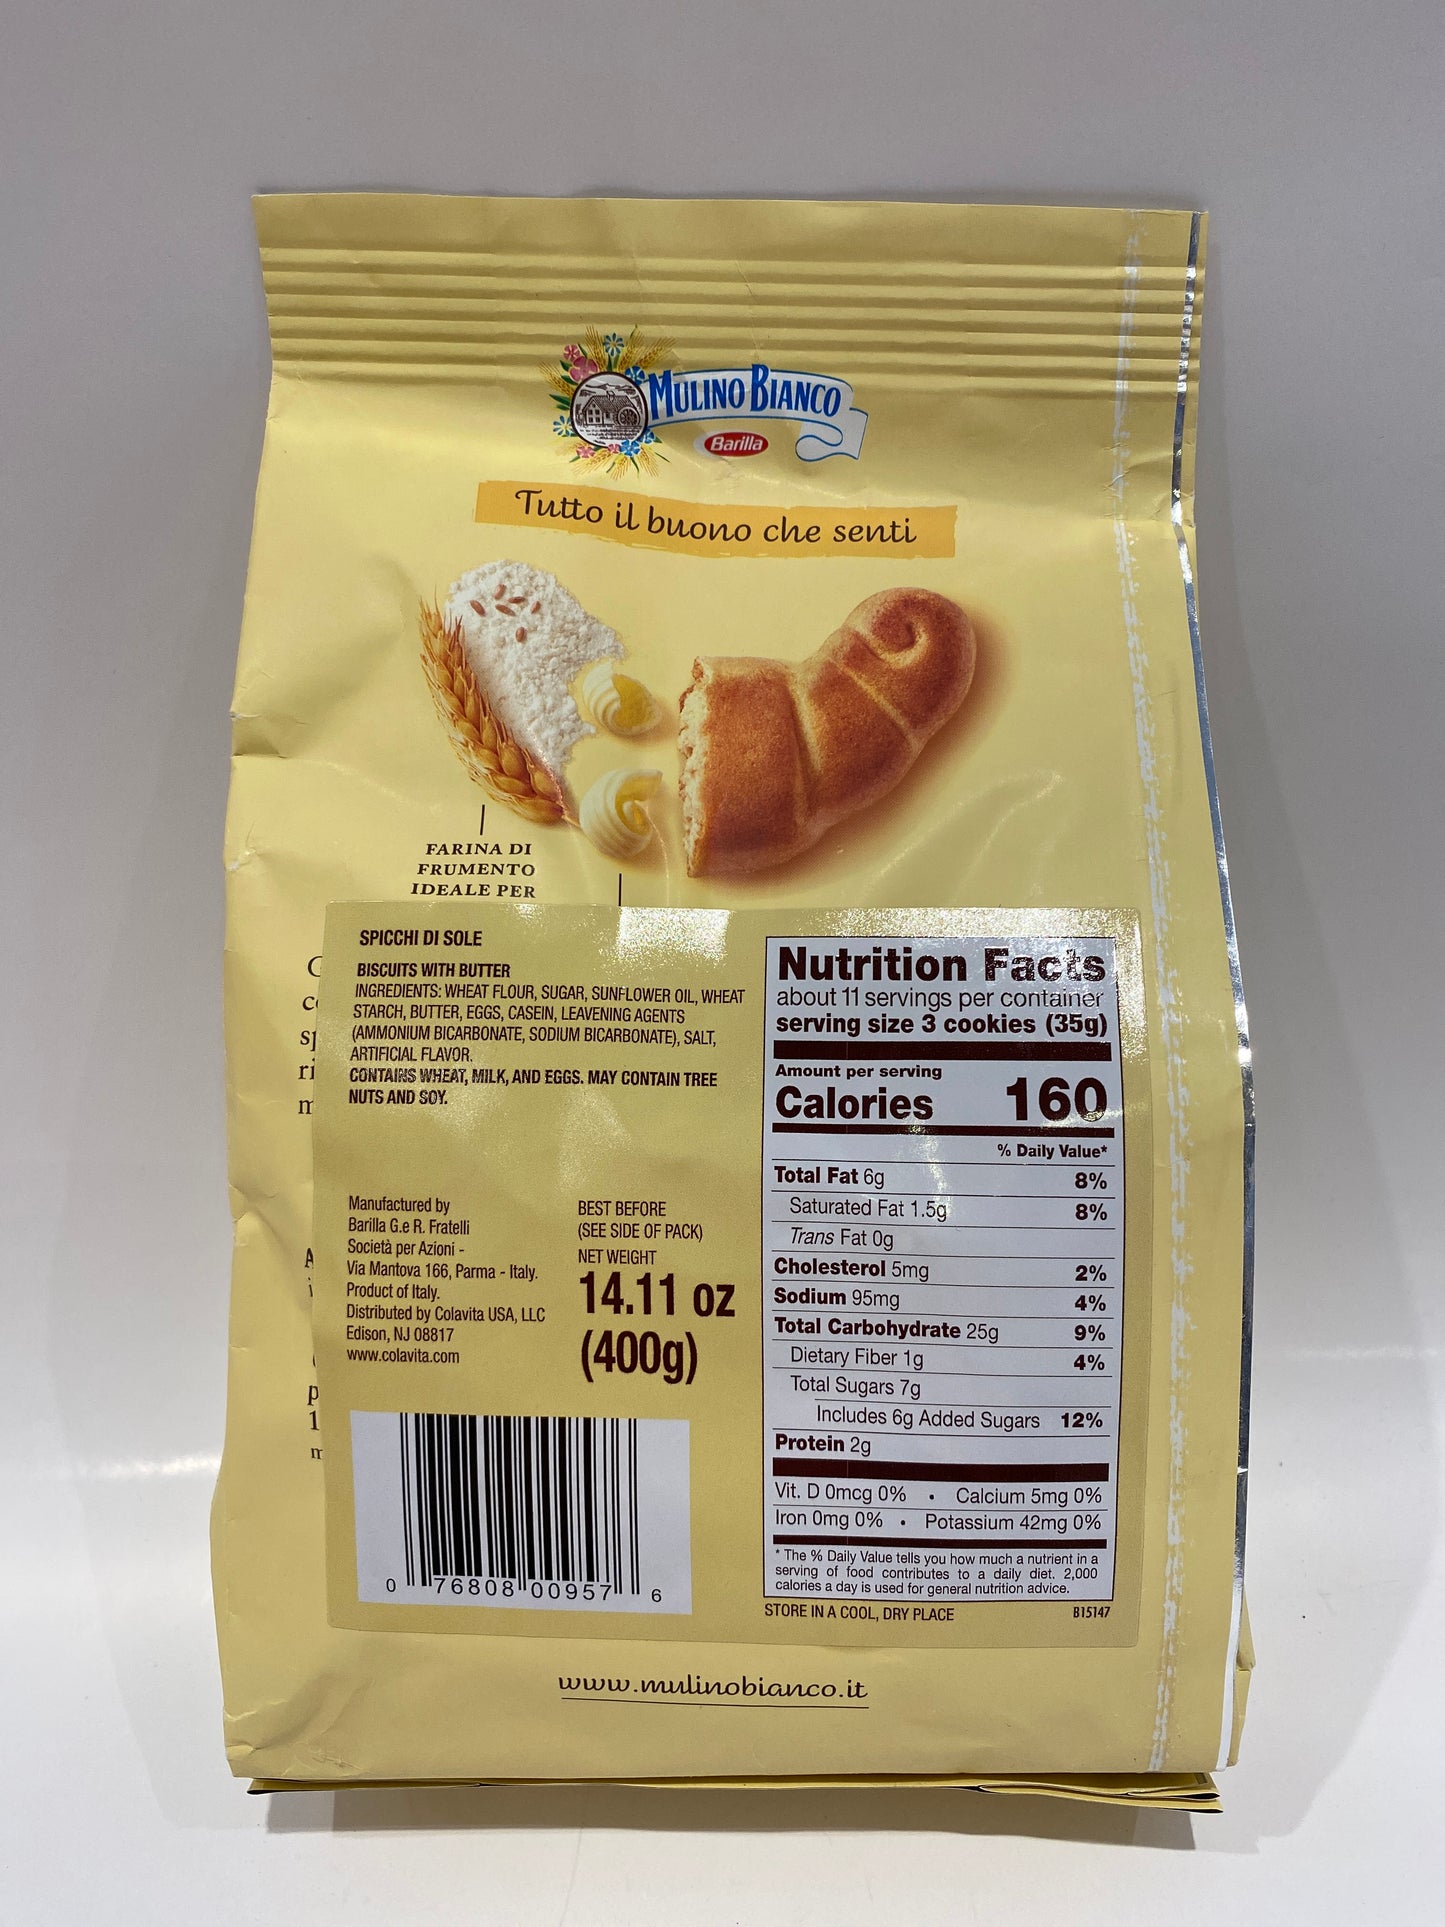 MULINO BIANCO
Barilla
Tutto il buono che senti
FARINA DI
FRUMENTO
IDEALE PER
SPICCHI DI SOLE
BISCUITS WITH BUTTER
INGREDIENTS: WHEAT FLOUR, SUGAR, SUNFLOWER OIL, WHEAT
STARCH, BUTTER, EGGS, CASEIN, LEAVENING AGENTS
(AMMONIUM BICARBONATE, SODIUM BICARBONATE), SALT,
ARTIFICIAL FLAVOR.
CONTAINS WHEAT, MILK, AND EGGS. MAY CONTAIN TREE
NUTS AND SOY.
Manufactured by
Barilla G.e R. Fratelli
Società per Azioni -
Via Mantova 166, Parma - Italy.
Product of Italy.
Distributed by Colavita USA, LLC
Edison, NJ 08817
www.colavita.com
BEST BEFORE
(SEE SIDE OF PACK)
NET WEIGHT
14.11 OZ
(400g)
0 76808 00957 6
Nutrition Facts
about 11 servings per container
serving size 3 cookies (35g)
Amount per serving
Calories 160
% Daily Value*
Total Fat 6g 8%
Saturated Fat 1.5g 8%
Trans Fat 0g
Cholesterol 5mg 2%
Sodium 95mg 4%
Total Carbohydrate 25g 9%
Dietary Fiber 1g 4%
Total Sugars 7g
Includes 6g Added Sugars 12%
Protein 2g
Vit. D 0mcg 0% • Calcium 5mg 0%
Iron 0mg 0% • Potassium 42mg 0%
* The % Daily Value tells you how much a nutrient in a
serving of food contributes to a daily diet. 2,000
calories a day is used for general nutrition advice.
STORE IN A COOL, DRY PLACE B15147
www.mulinobianco.it